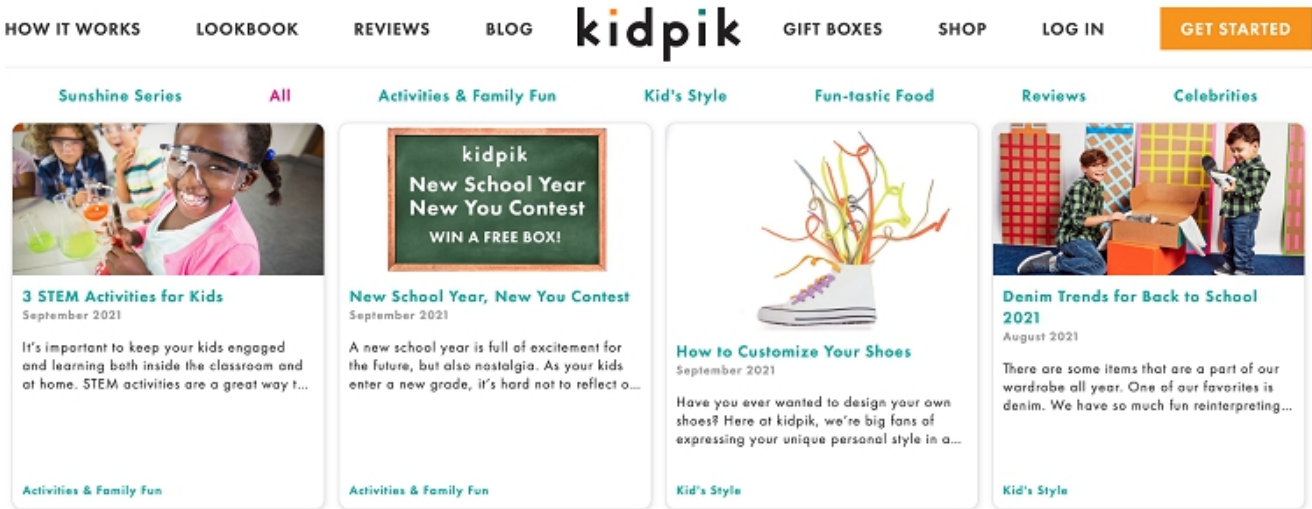 HOW IT WORKS LOOKBOOK REVIEWS BLOG kidpik GIFT BOXES SHOP LOG IN GET STARTED
Sunshine Series All Activities & Family Fun Kid's Style Fun-tastic Food Reviews Celebrities
kidpik
New School Year
New You Contest
WIN A FREE BOX!
3 STEM Activities for Kids
September 2021
It's important to keep your kids engaged
and learning both inside the classroom and
at home. STEM activities are a great way t...
Activities & Family Fun
New School Year, New You Contest
September 2021
A new school year is full of excitement for
the future, but also nostalgia. As your kids
enter a new grade, it's hard not to reflect o...
Activities & Family Fun
How to Customize Your Shoes
September 2021
Have you ever wanted to design your own
shoes? Here at kidpik, we're big fans of
expressing your unique personal style in a...
Kid's Style
Denim Trends for Back to School
2021
August 2021
There are some items that are a part of our
wardrobe all year. One of our favorites is
denim. We have so much fun reinterpreting...
Kid's Style